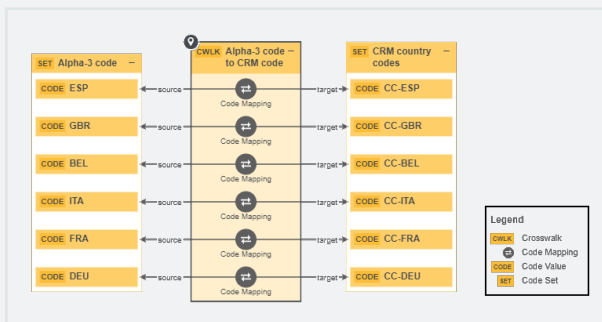 SET Alpha-3 code −
CODE ESP
CODE GBR
CODE BEL
CODE ITA
CODE FRA
CODE DEU
source
source
source
source
source
source
CWLK Alpha-3 code −
to CRM code
Code Mapping
Code Mapping
Code Mapping
Code Mapping
Code Mapping
Code Mapping
target
target
target
target
target
target
SET CRM country −
codes
CODE CC-ESP
CODE CC-GBR
CODE CC-BEL
CODE CC-ITA
CODE CC-FRA
CODE CC-DEU
Legend
CWLK Crosswalk
Code Mapping
CODE Code Value
SET Code Set